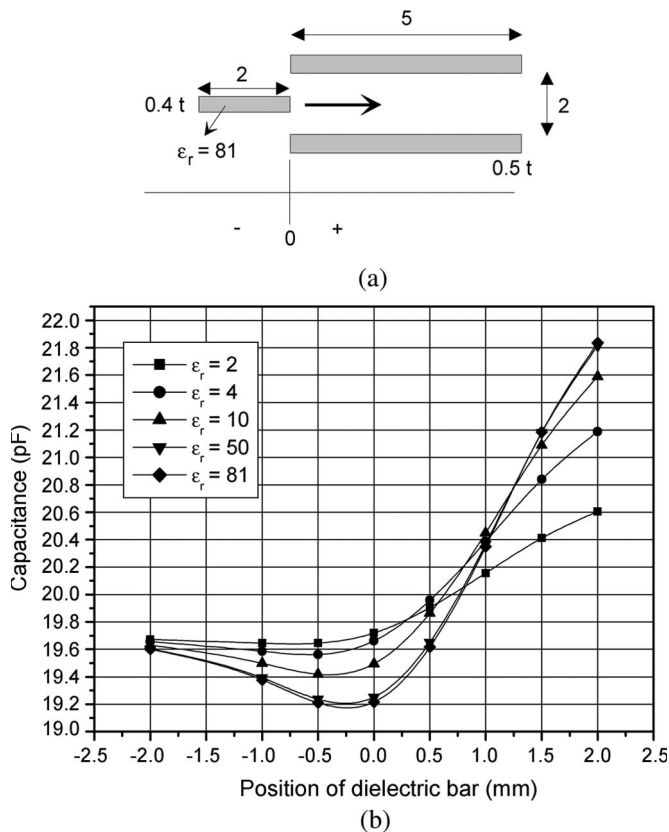 5
2
0.4 t
2
εr = 81
0.5 t
- 0 +
(a)
22.0
21.8
21.6
21.4
21.2
21.0
20.8
20.6
20.4
20.2
20.0
19.8
19.6
19.4
19.2
19.0
Capacitance (pF)
εr = 2
εr = 4
εr = 10
εr = 50
εr = 81
-2.5 -2.0 -1.5 -1.0 -0.5 0.0 0.5 1.0 1.5 2.0 2.5
Position of dielectric bar (mm)
(b)